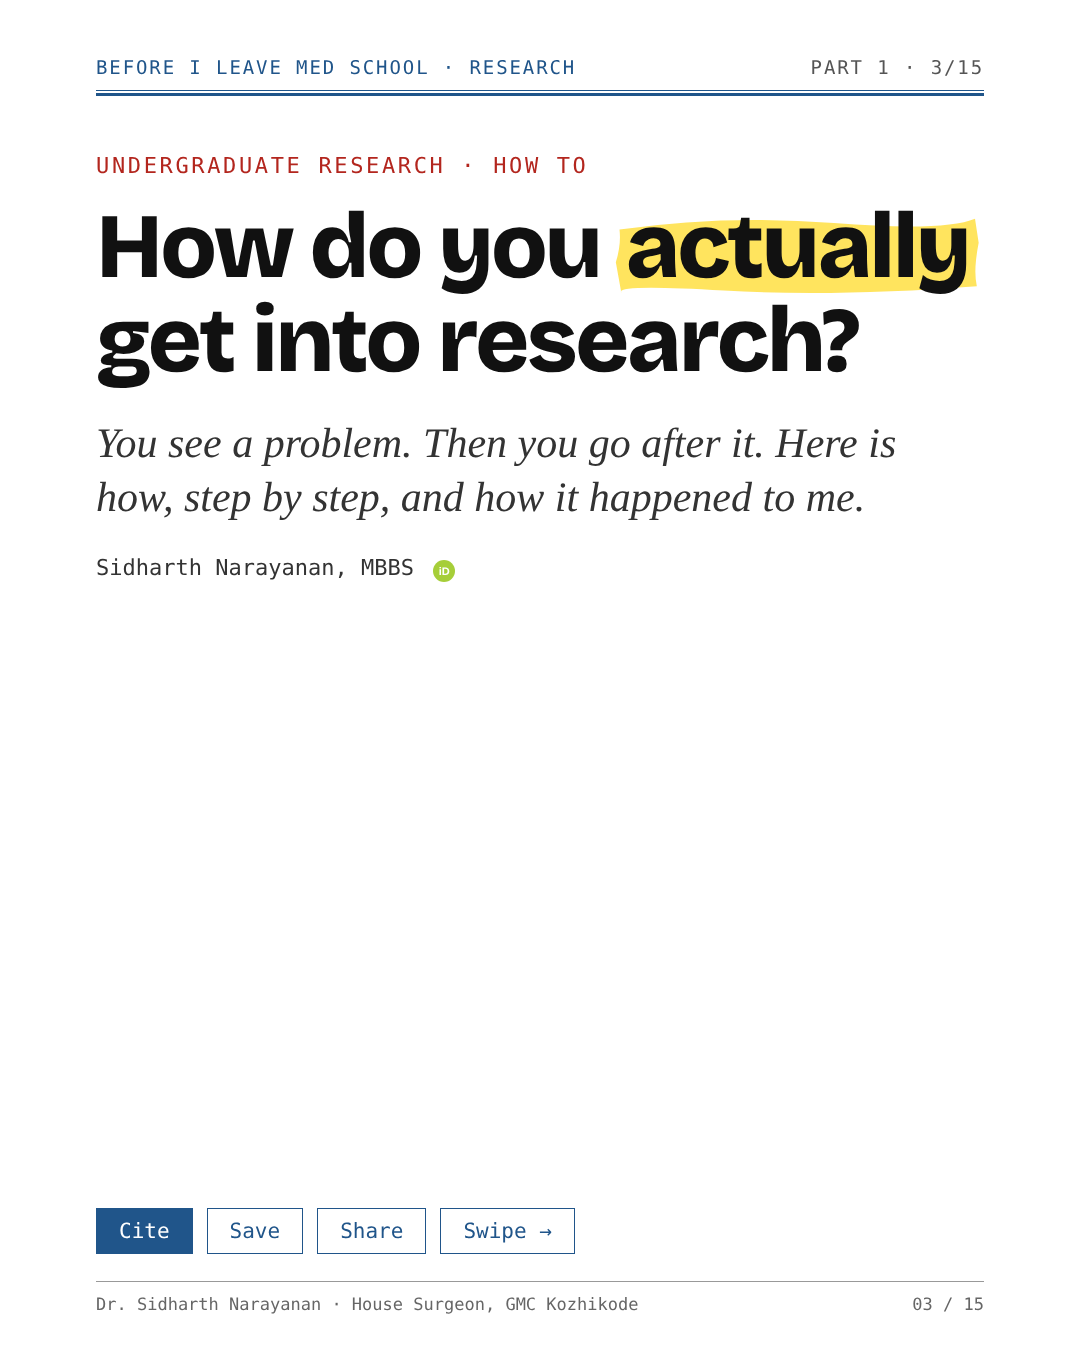 BEFORE I LEAVE MED SCHOOL · RESEARCH
PART 1 · 3/15
UNDERGRADUATE RESEARCH · HOW TO
How do you actually
get into research?
You see a problem. Then you go after it. Here is
how, step by step, and how it happened to me.
Sidharth Narayanan, MBBS iD
Cite
Save
Share
Swipe →
Dr. Sidharth Narayanan · House Surgeon, GMC Kozhikode
03 / 15